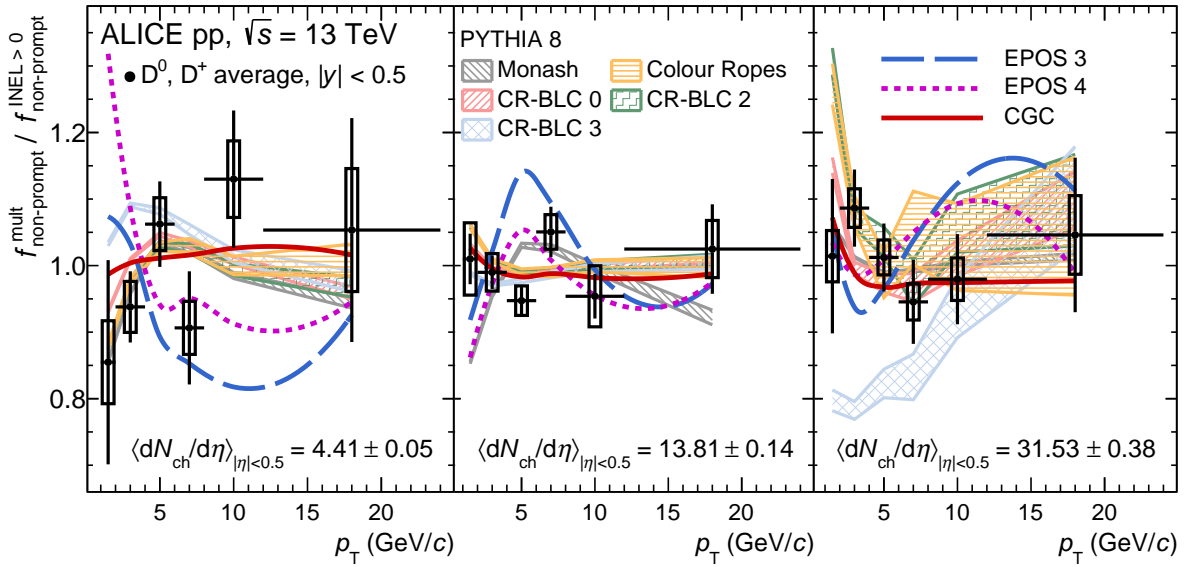 f^mult_non-prompt / f^INEL > 0_non-prompt
1.2
1.0
0.8
ALICE pp, √s = 13 TeV
D⁰, D⁺ average, |y| < 0.5
⟨dN_ch/dη⟩_|η|<0.5 = 4.41 ± 0.05
5 10 15 20
p_T (GeV/c)
PYTHIA 8
Monash Colour Ropes
CR-BLC 0 CR-BLC 2
CR-BLC 3
⟨dN_ch/dη⟩_|η|<0.5 = 13.81 ± 0.14
5 10 15 20
p_T (GeV/c)
EPOS 3
EPOS 4
CGC
⟨dN_ch/dη⟩_|η|<0.5 = 31.53 ± 0.38
5 10 15 20
p_T (GeV/c)